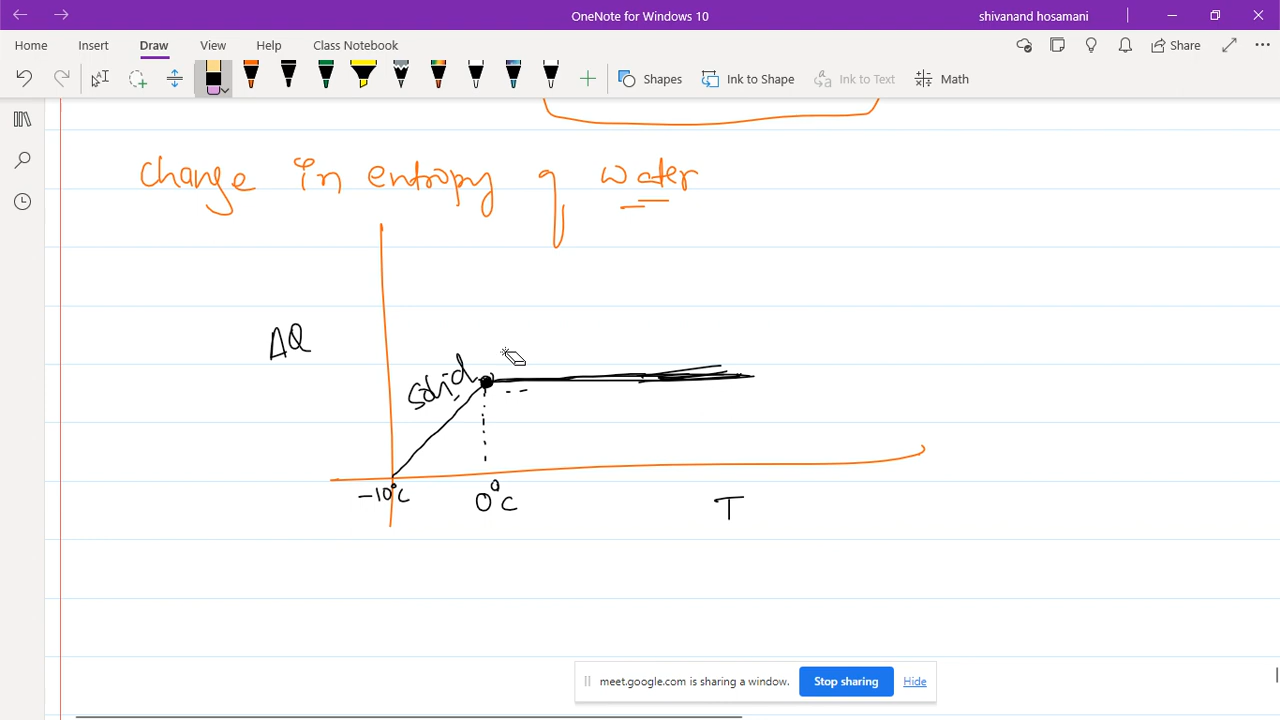 OneNote for Windows 10
shivanand hosamani
Home Insert Draw View Help Class Notebook
Share
Shapes
Ink to Shape
Ink to Text
Math
Change in entropy of water
ΔQ
solid
-10°C
0°C
T
meet.google.com is sharing a window.
Stop sharing
Hide